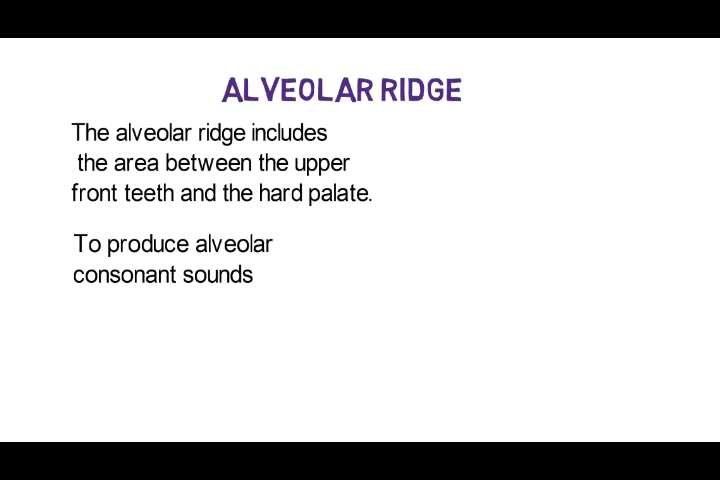 ALVEOLAR RIDGE
The alveolar ridge includes
the area between the upper
front teeth and the hard palate.
To produce alveolar
consonant sounds